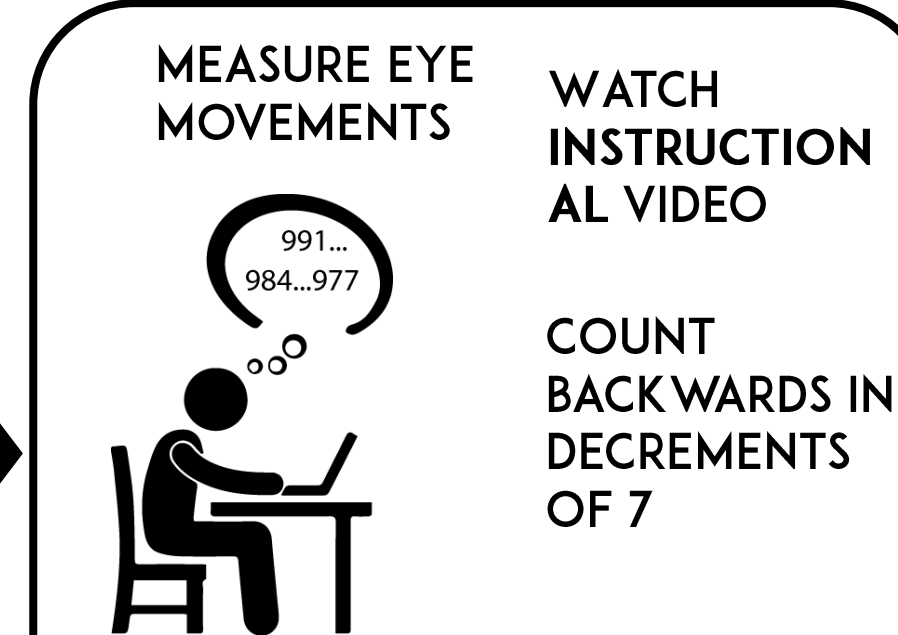 MEASURE EYE
MOVEMENTS
991...
984...977
WATCH
INSTRUCTION
AL VIDEO
COUNT
BACKWARDS IN
DECREMENTS
OF 7